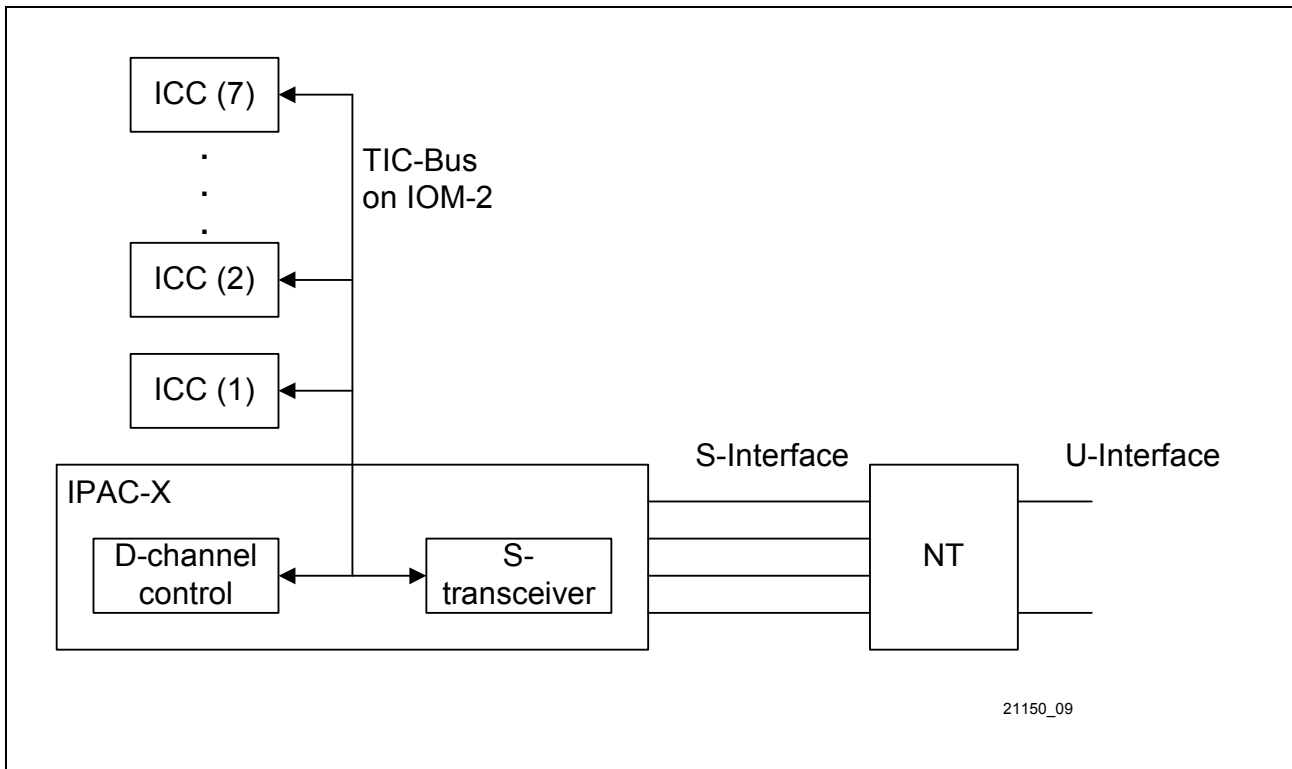 ICC (7)
.
.
.
TIC-Bus
on IOM-2
ICC (2)
ICC (1)
S-Interface
U-Interface
IPAC-X
D-channel
control
S-
transceiver
NT
21150_09